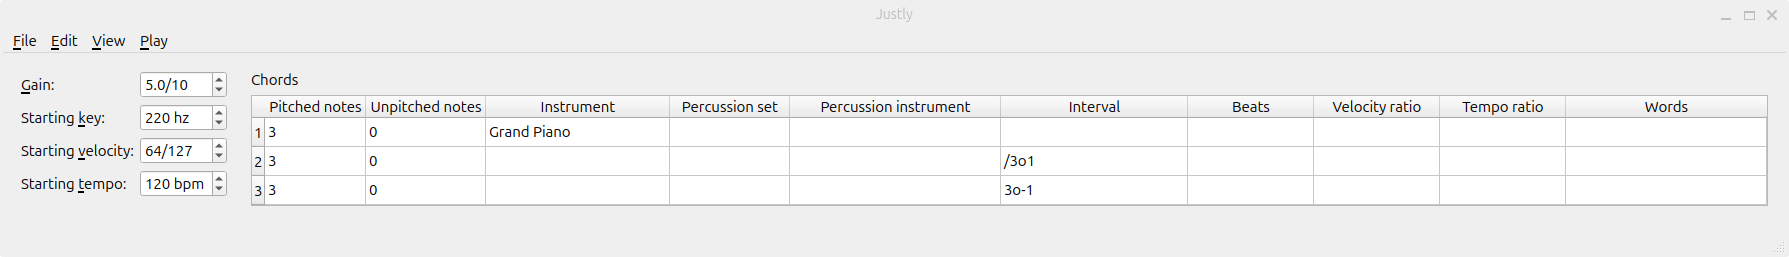 Justly
File Edit View Play
Gain: 5.0/10
Starting key: 220 hz
Starting velocity: 64/127
Starting tempo: 120 bpm
Chords
Pitched notes Unpitched notes Instrument Percussion set Percussion instrument Interval Beats Velocity ratio Tempo ratio Words
1 3 0 Grand Piano
2 3 0 /3o1
3 3 0 3o-1